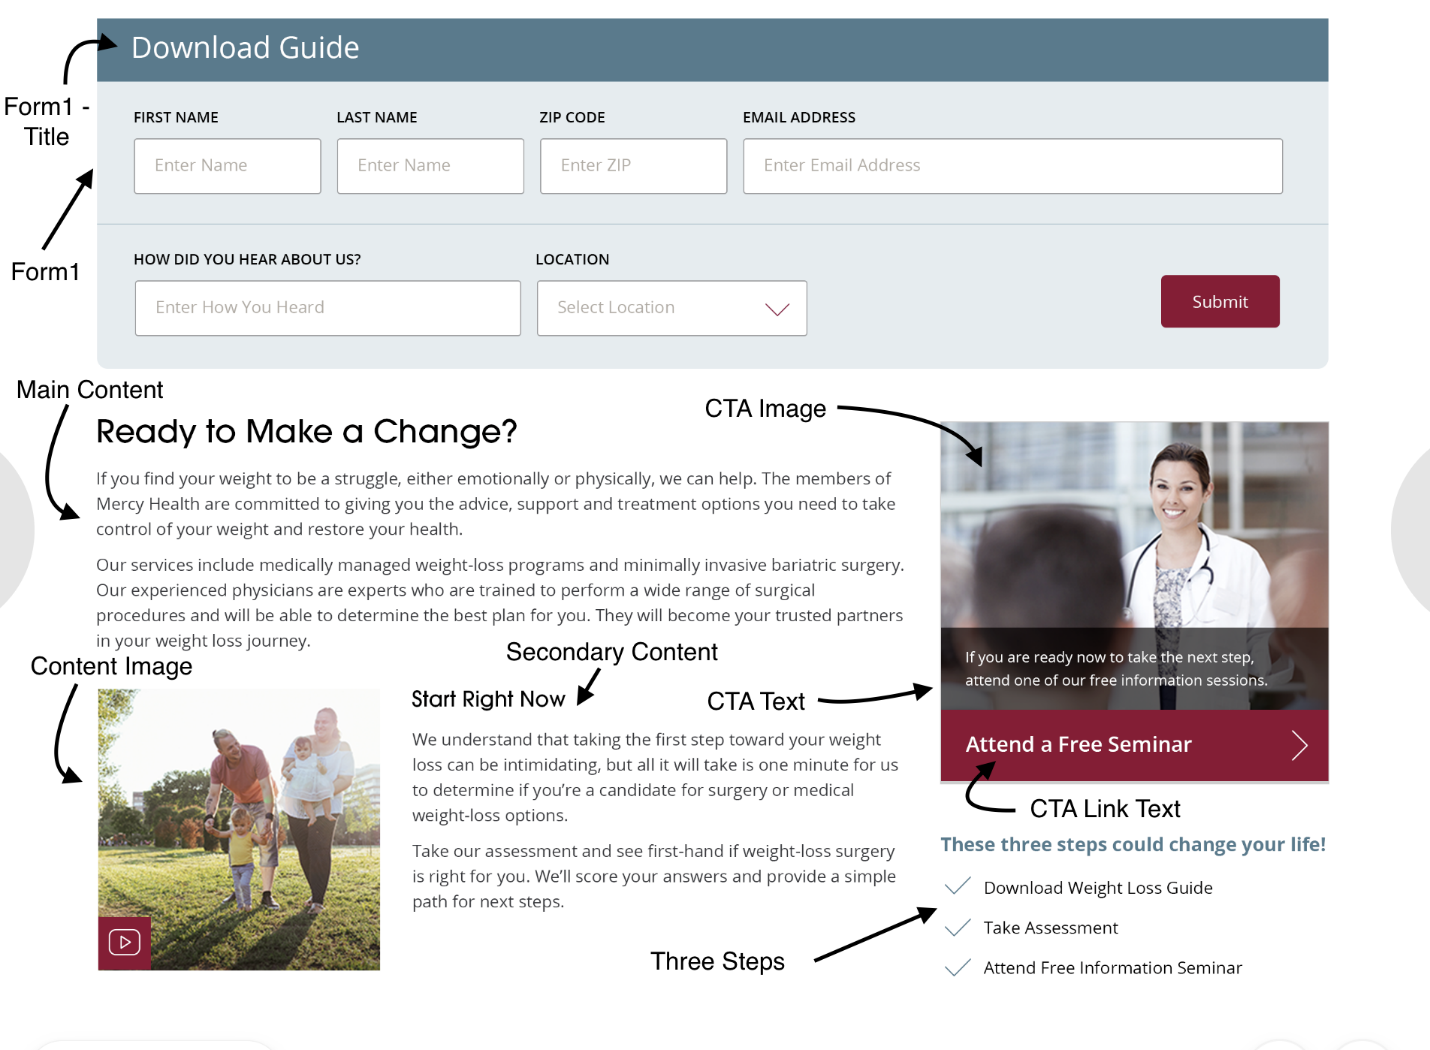 Download Guide
Form1 -
Title
FIRST NAME
LAST NAME
ZIP CODE
EMAIL ADDRESS
Enter Name
Enter Name
Enter ZIP
Enter Email Address
Form1
HOW DID YOU HEAR ABOUT US?
LOCATION
Enter How You Heard
Select Location
Submit
Main Content
CTA Image
Ready to Make a Change?
If you find your weight to be a struggle, either emotionally or physically, we can help. The members of
Mercy Health are committed to giving you the advice, support and treatment options you need to take
control of your weight and restore your health.
Our services include medically managed weight-loss programs and minimally invasive bariatric surgery.
Our experienced physicians are experts who are trained to perform a wide range of surgical
procedures and will be able to determine the best plan for you. They will become your trusted partners
in your weight loss journey.
Content Image
Secondary Content
Start Right Now
We understand that taking the first step toward your weight
loss can be intimidating, but all it will take is one minute for us
to determine if you’re a candidate for surgery or medical
weight-loss options.
Take our assessment and see first-hand if weight-loss surgery
is right for you. We’ll score your answers and provide a simple
path for next steps.
CTA Text
If you are ready now to take the next step,
attend one of our free information sessions.
Attend a Free Seminar
CTA Link Text
These three steps could change your life!
Download Weight Loss Guide
Take Assessment
Attend Free Information Seminar
Three Steps